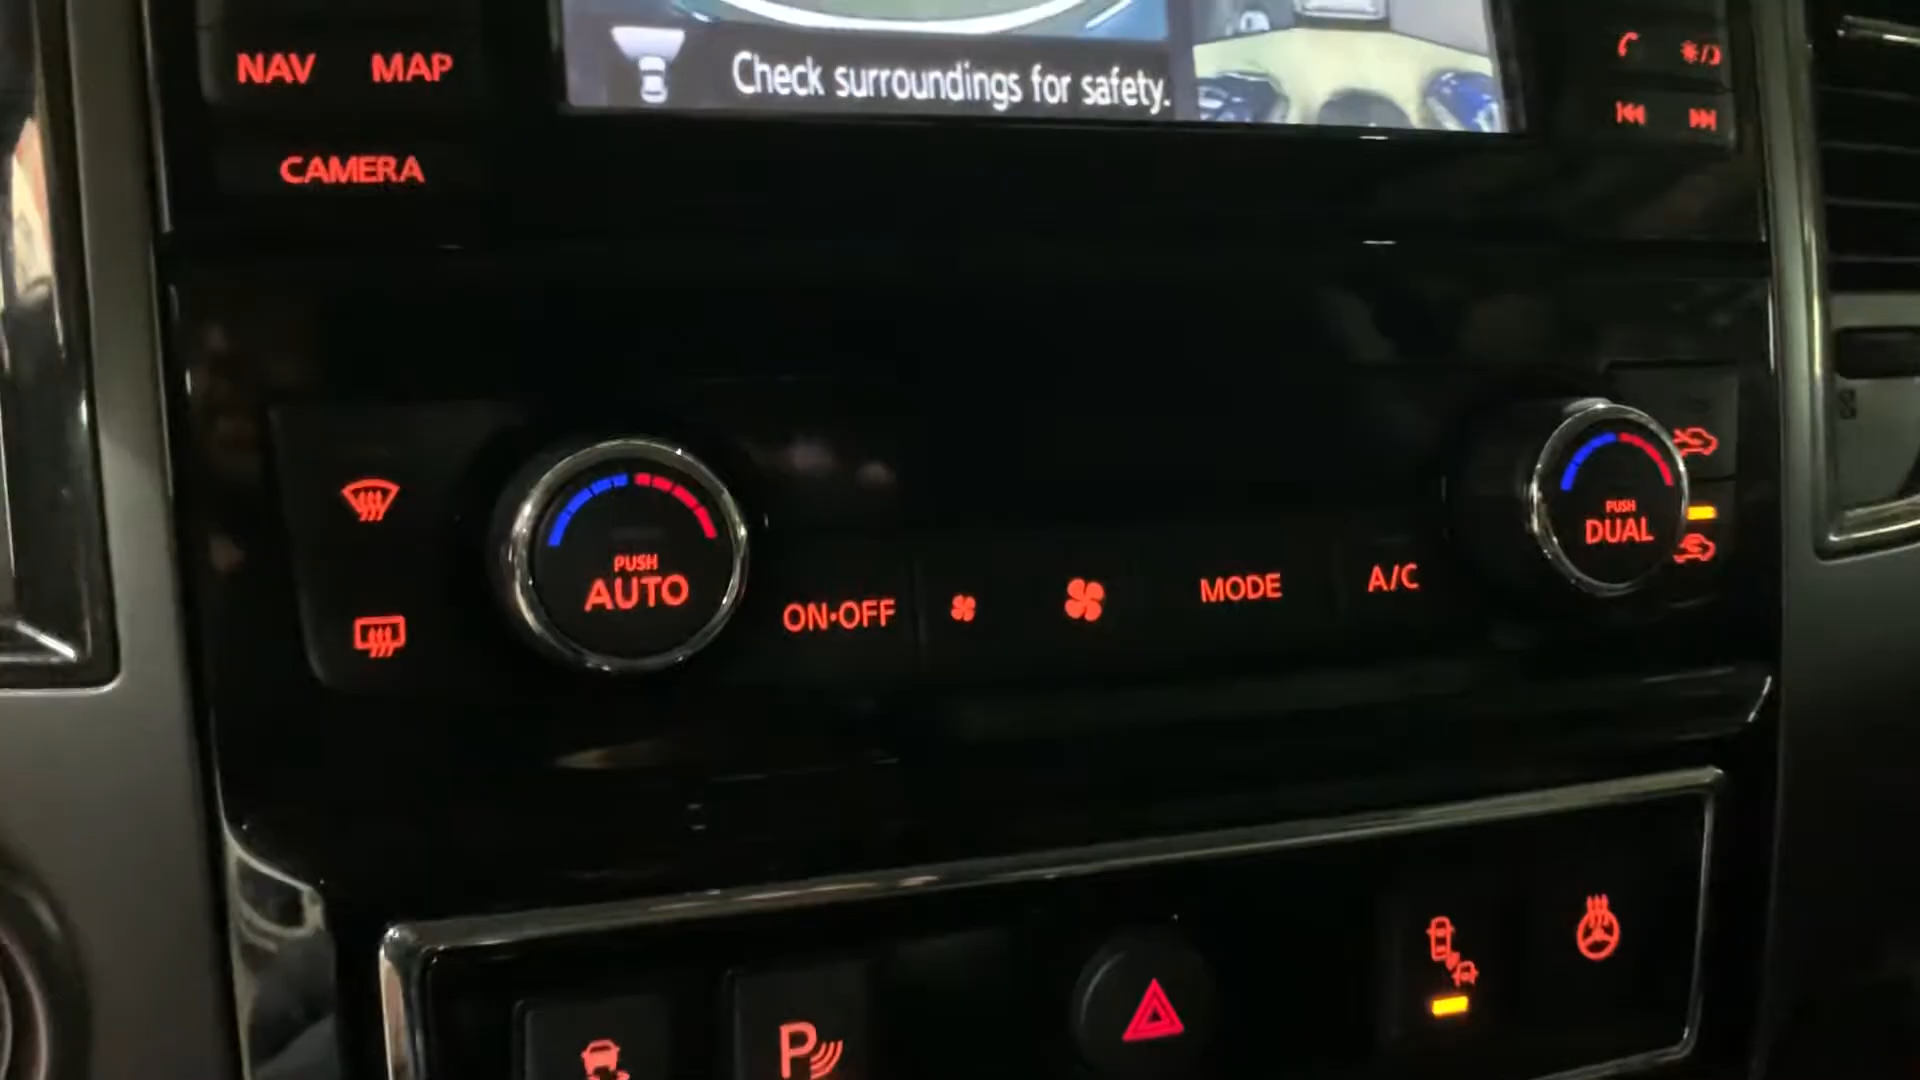 NAV MAP
CAMERA
Check surroundings for safety.
PUSH
AUTO
ON•OFF
MODE
A/C
PUSH
DUAL
P